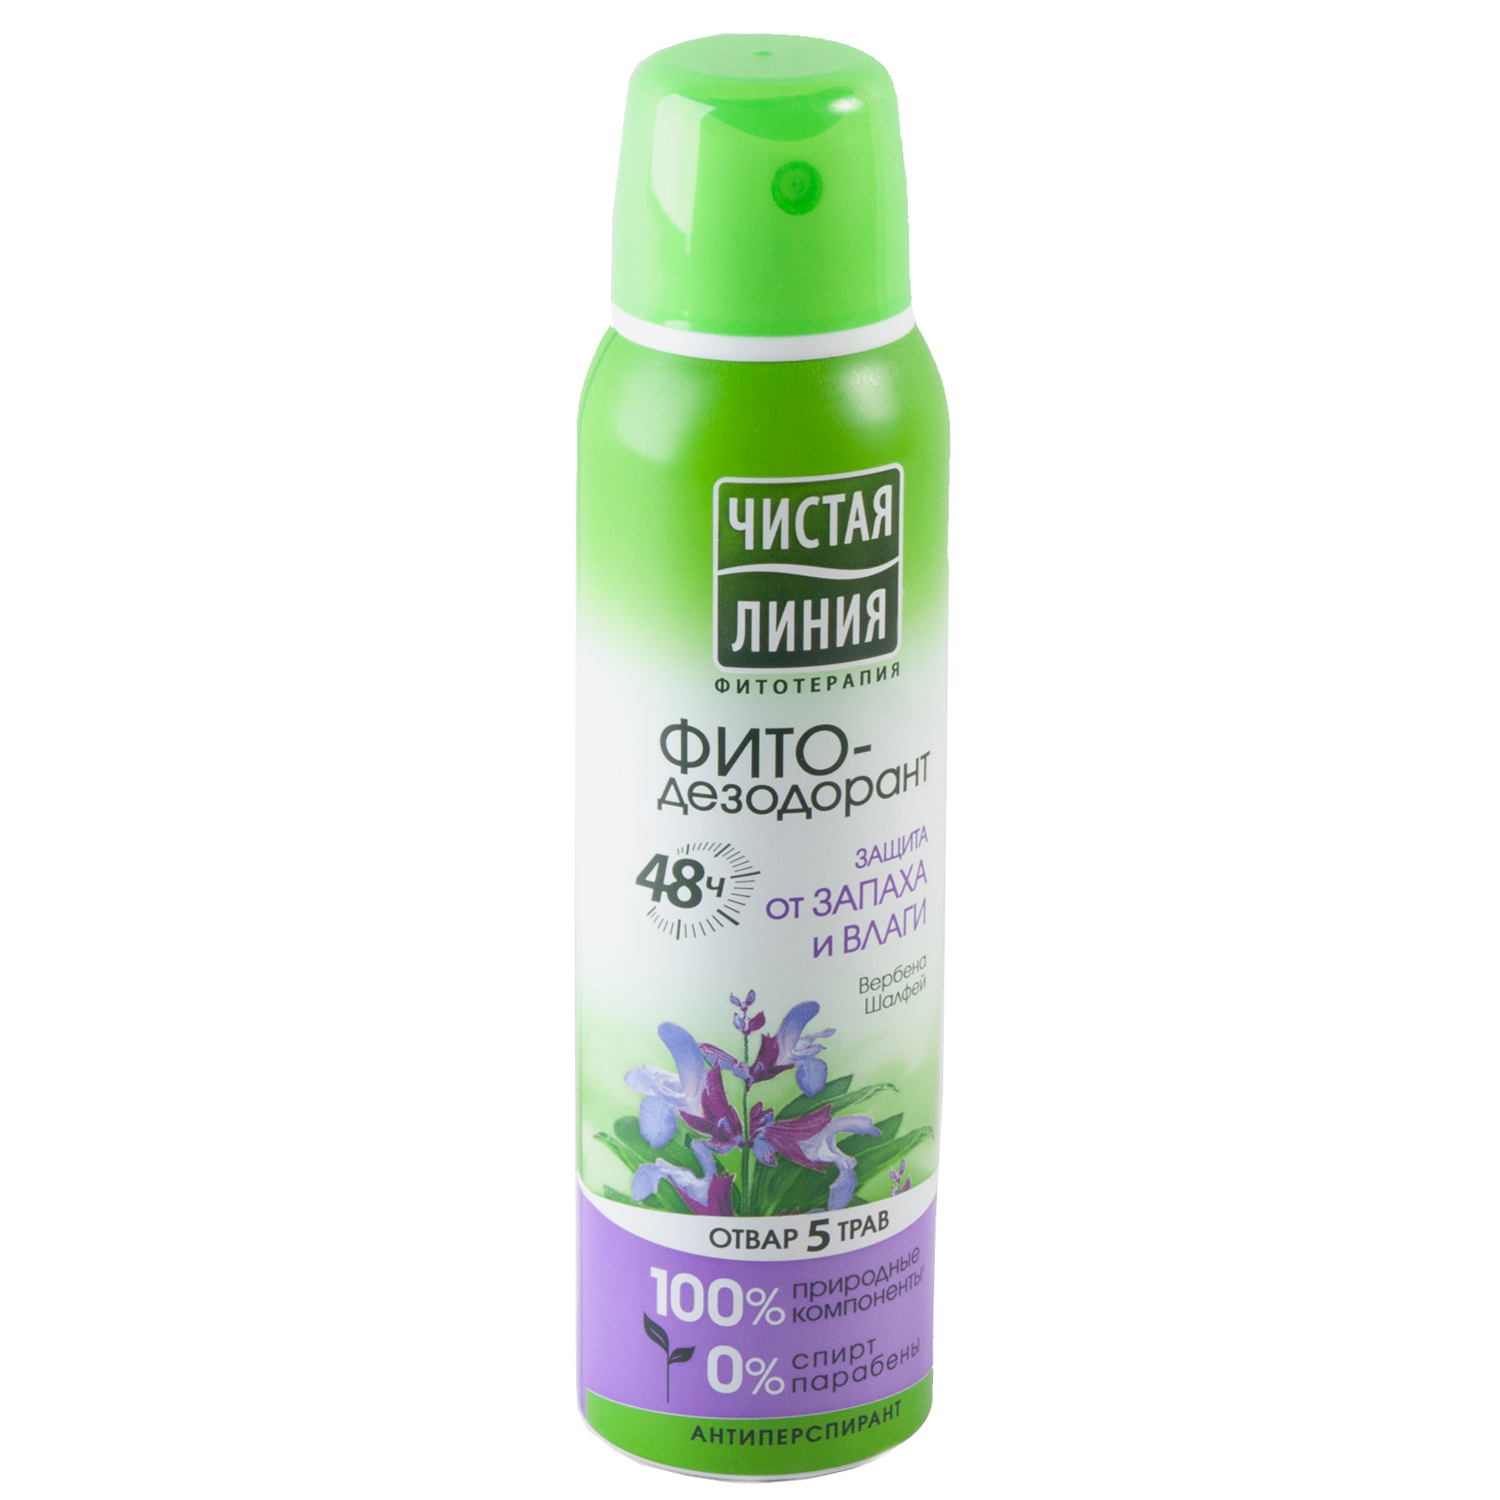 ЧИСТАЯ
ЛИНИЯ
ФИТОТЕРАПИЯ
ФИТО-
дезодорант
48ч
ЗАЩИТА
от ЗАПАХА
и ВЛАГИ
Вербена
Шалфей
ОТВАР 5 ТРАВ
100% природные
компоненты
0% спирт
парабены
АНТИПЕРСПИРАНТ